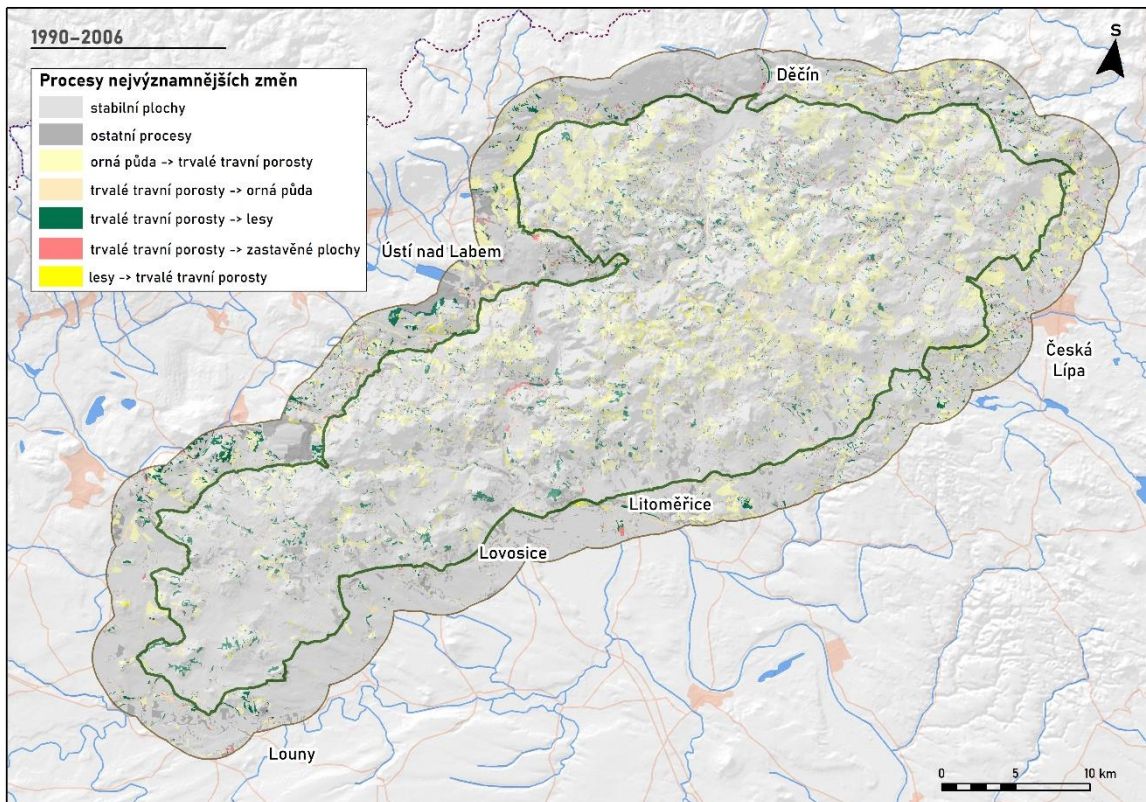 1990–2006
Procesy nejvýznamnějších změn
stabilní plochy
ostatní procesy
orná půda -> trvalé travní porosty
trvalé travní porosty -> orná půda
trvalé travní porosty -> lesy
trvalé travní porosty -> zastavěné plochy
lesy -> trvalé travní porosty
S
Děčín
Ústí nad Labem
Česká
Lípa
Litoměřice
Lovosice
Louny
0 5 10 km